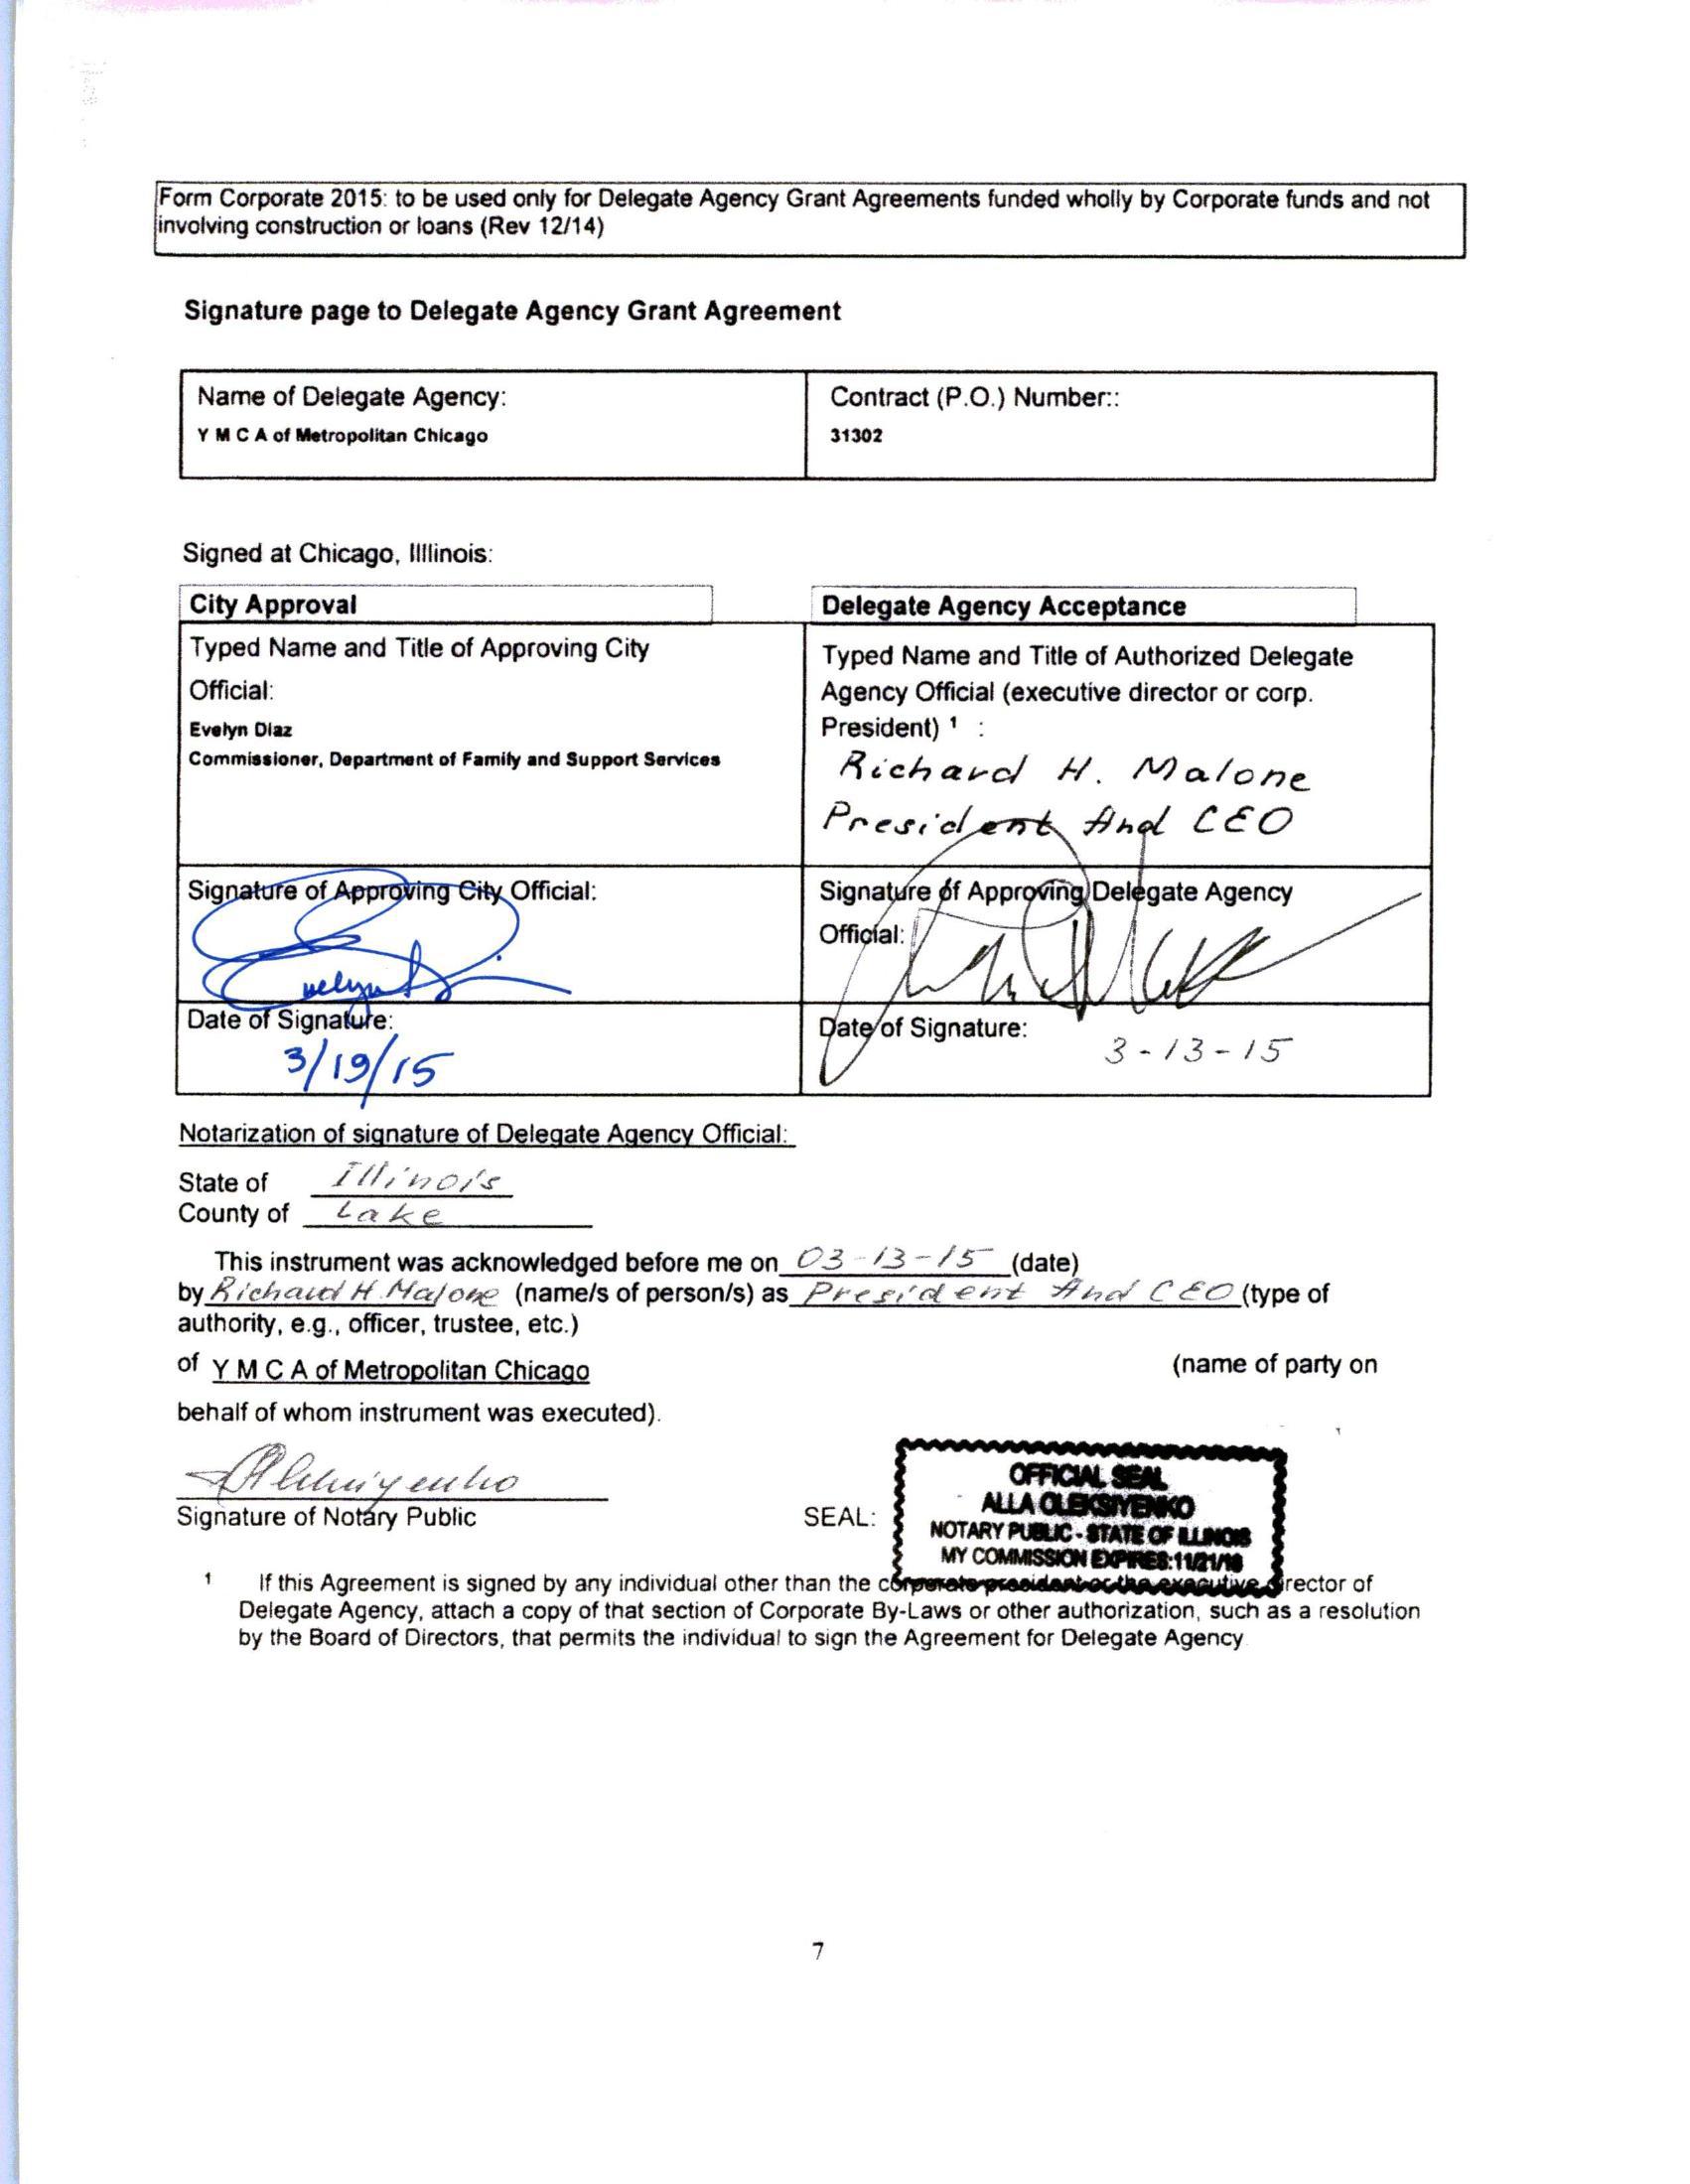 Form Corporate 2015: to be used only for Delegate Agency Grant Agreements funded wholly by Corporate funds and not
involving construction or loans (Rev 12/14)
Signature page to Delegate Agency Grant Agreement
Name of Delegate Agency:
Y M C A of Metropolitan Chicago
Contract (P.O.) Number::
31302
Signed at Chicago, Illlinois:
City Approval
Typed Name and Title of Approving City
Official:
Evelyn Diaz
Commissioner, Department of Family and Support Services
Delegate Agency Acceptance
Typed Name and Title of Authorized Delegate
Agency Official (executive director or corp.
President) 1 :
Richard H. Malone
President And CEO
Signature of Approving City Official:
Signature of Approving Delegate Agency
Official:
Date of Signature:
3/19/15
Date of Signature:
3-13-15
Notarization of signature of Delegate Agency Official:
State of Illinois
County of Lake
This instrument was acknowledged before me on 03-13-15 (date)
by Richard H. Malone (name/s of person/s) as President And CEO (type of
authority, e.g., officer, trustee, etc.)
of Y M C A of Metropolitan Chicago (name of party on
behalf of whom instrument was executed).
Signature of Notary Public
SEAL:
OFFICIAL SEAL
ALLA OLEKSIYENKO
NOTARY PUBLIC - STATE OF ILLINOIS
MY COMMISSION EXPIRES:11/21/18
1 If this Agreement is signed by any individual other than the corporate president or the executive director of
Delegate Agency, attach a copy of that section of Corporate By-Laws or other authorization, such as a resolution
by the Board of Directors, that permits the individual to sign the Agreement for Delegate Agency
7